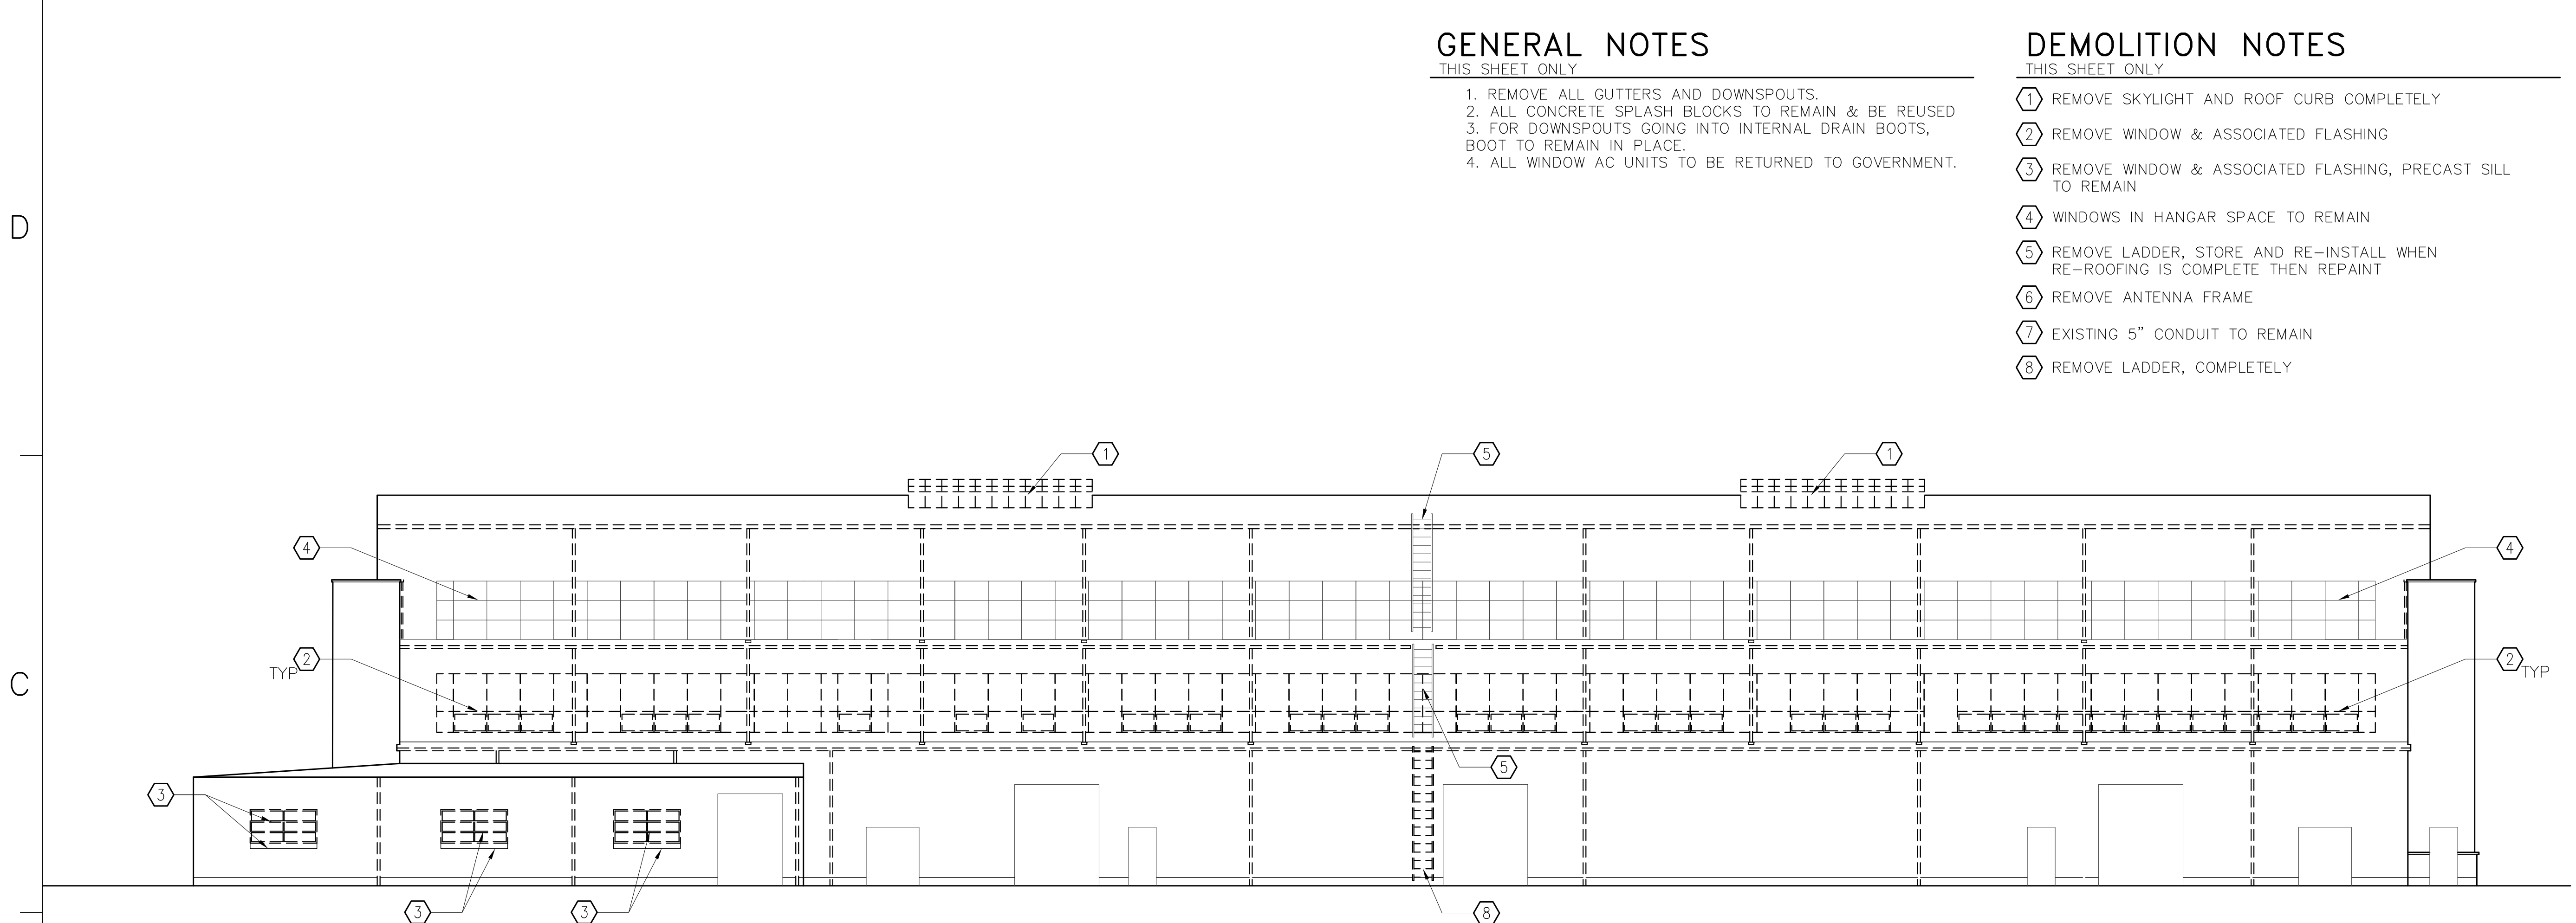 GENERAL NOTES
THIS SHEET ONLY
1. REMOVE ALL GUTTERS AND DOWNSPOUTS.
2. ALL CONCRETE SPLASH BLOCKS TO REMAIN & BE REUSED
3. FOR DOWNSPOUTS GOING INTO INTERNAL DRAIN BOOTS,
BOOT TO REMAIN IN PLACE.
4. ALL WINDOW AC UNITS TO BE RETURNED TO GOVERNMENT.
DEMOLITION NOTES
THIS SHEET ONLY
1 REMOVE SKYLIGHT AND ROOF CURB COMPLETELY
2 REMOVE WINDOW & ASSOCIATED FLASHING
3 REMOVE WINDOW & ASSOCIATED FLASHING, PRECAST SILL
TO REMAIN
4 WINDOWS IN HANGAR SPACE TO REMAIN
5 REMOVE LADDER, STORE AND RE-INSTALL WHEN
RE-ROOFING IS COMPLETE THEN REPAINT
6 REMOVE ANTENNA FRAME
7 EXISTING 5" CONDUIT TO REMAIN
8 REMOVE LADDER, COMPLETELY
D
1
5
1
4
4
2
TYP
2
TYP
C
5
3
3
3
8